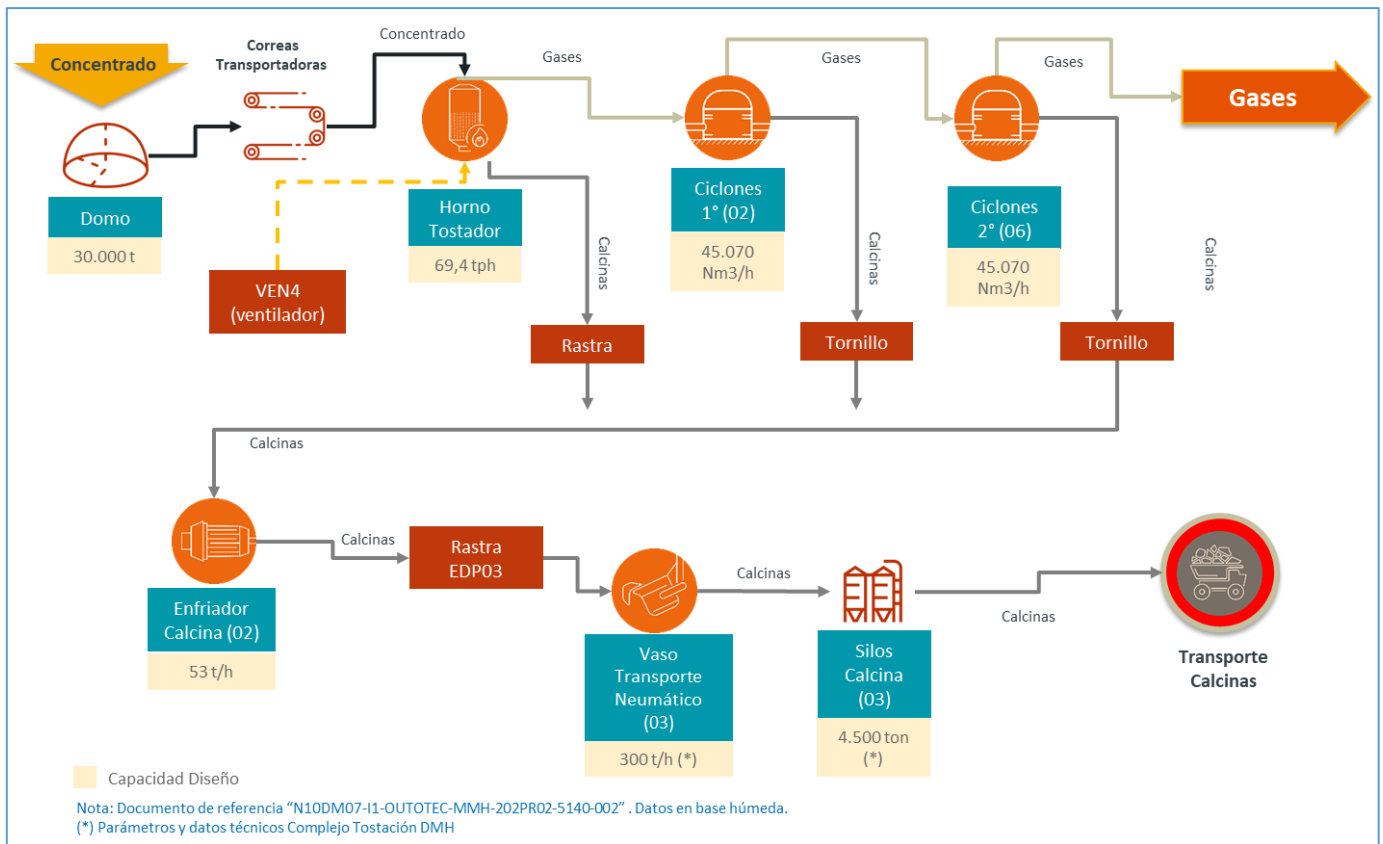 Concentrado
Correas
Transportadoras
Concentrado
Gases
Gases
Gases
Gases
Domo
30.000 t
Horno
Tostador
69,4 tph
Ciclones
1° (02)
45.070
Nm3/h
Ciclones
2° (06)
45.070
Nm3/h
VEN4
(ventilador)
Calcinas
Calcinas
Calcinas
Rastra
Tornillo
Tornillo
Calcinas
Enfriador
Calcina (02)
53 t/h
Calcinas
Rastra
EDP03
Vaso
Transporte
Neumático
(03)
300 t/h (*)
Calcinas
Silos
Calcina
(03)
4.500 ton
(*)
Calcinas
Transporte
Calcinas
Capacidad Diseño
Nota: Documento de referencia “N10DM07-I1-OUTOTEC-MMH-202PR02-5140-002” . Datos en base húmeda.
(*) Parámetros y datos técnicos Complejo Tostación DMH